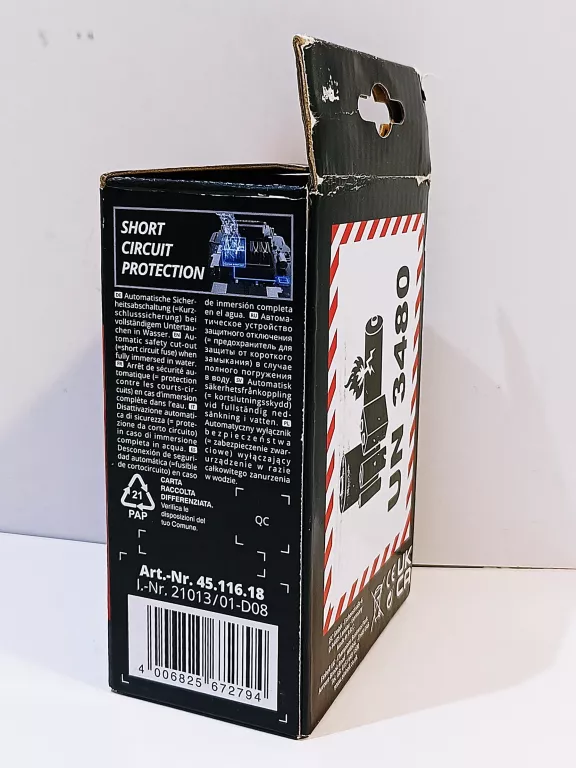 SHORT
CIRCUIT
PROTECTION
DE Automatische Sicher-
heitsabschaltung (=Kurz-
schlusssicherung) bei
vollständigem Untertau-
chen in Wasser. EN Au-
tomatic safety cut-out
(=short circuit fuse) when
fully immersed in water.
FR Arrêt de sécurité au-
tomatique (= protection
contre les courts-cir-
cuits) en cas d'immersion
complète dans l'eau. IT
Disattivazione automati-
ca di sicurezza (= prote-
zione da corto circuito)
in caso di immersione
completa in acqua. ES
Desconexión de seguri-
dad automática (=fusible
de cortocircuito) en caso
de inmersión completa
en el agua. RU Автома-
тическое устройство
защитного отключения
(= предохранитель для
защиты от короткого
замыкания) в случае
полного погружения
в воду. SV Automatisk
säkerhetsfrånkoppling
(= kortslutningsskydd)
vid fullständig ned-
sänkning i vatten. PL
Automatyczny wyłącznik
bezpieczeństwa
(= zabezpieczenie zwar-
ciowe) wyłączający
urządzenie w razie
całkowitego zanurzenia
w wodzie.
21
PAP
CARTA
RACCOLTA
DIFFERENZIATA.
Verifica le
disposizioni del
tuo Comune.
QC
Art.-Nr. 45.116.18
I.-Nr. 21013/01-D08
4 006825 672794
UN 3480
CE
UK
CA